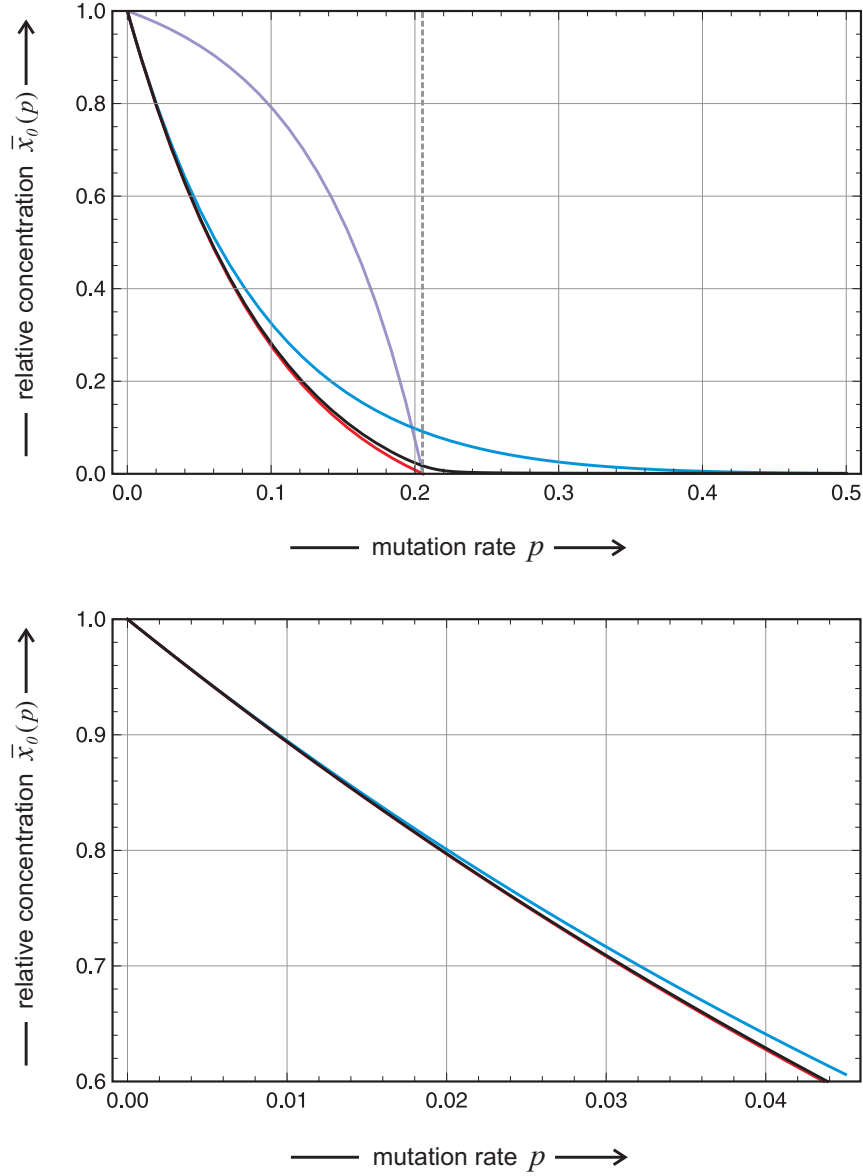 relative concentration x̄₀(p)
1.0
0.8
0.6
0.4
0.2
0.0
0.0 0.1 0.2 0.3 0.4 0.5
mutation rate p
relative concentration x̄₀(p)
1.0
0.9
0.8
0.7
0.6
0.00 0.01 0.02 0.03 0.04
mutation rate p